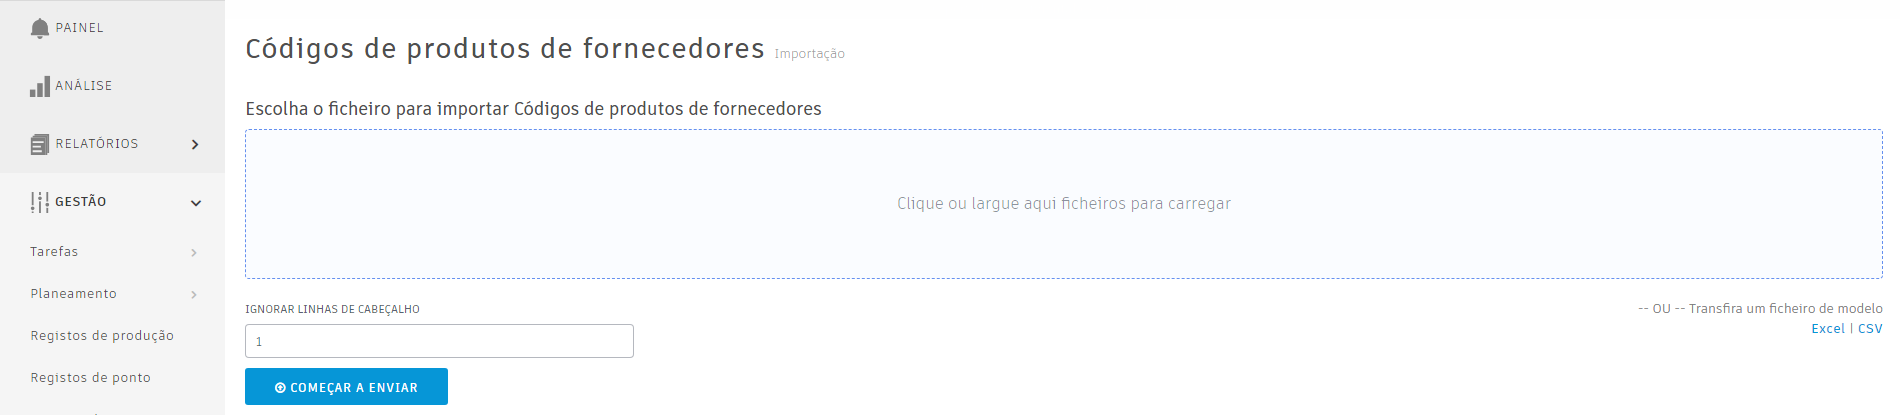 PAINEL
ANÁLISE
RELATÓRIOS
GESTÃO
Tarefas
Planeamento
Registos de produção
Registos de ponto
Códigos de produtos de fornecedores Importação
Escolha o ficheiro para importar Códigos de produtos de fornecedores
Clique ou largue aqui ficheiros para carregar
IGNORAR LINHAS DE CABEÇALHO
1
COMEÇAR A ENVIAR
-- OU -- Transfira um ficheiro de modelo
Excel | CSV